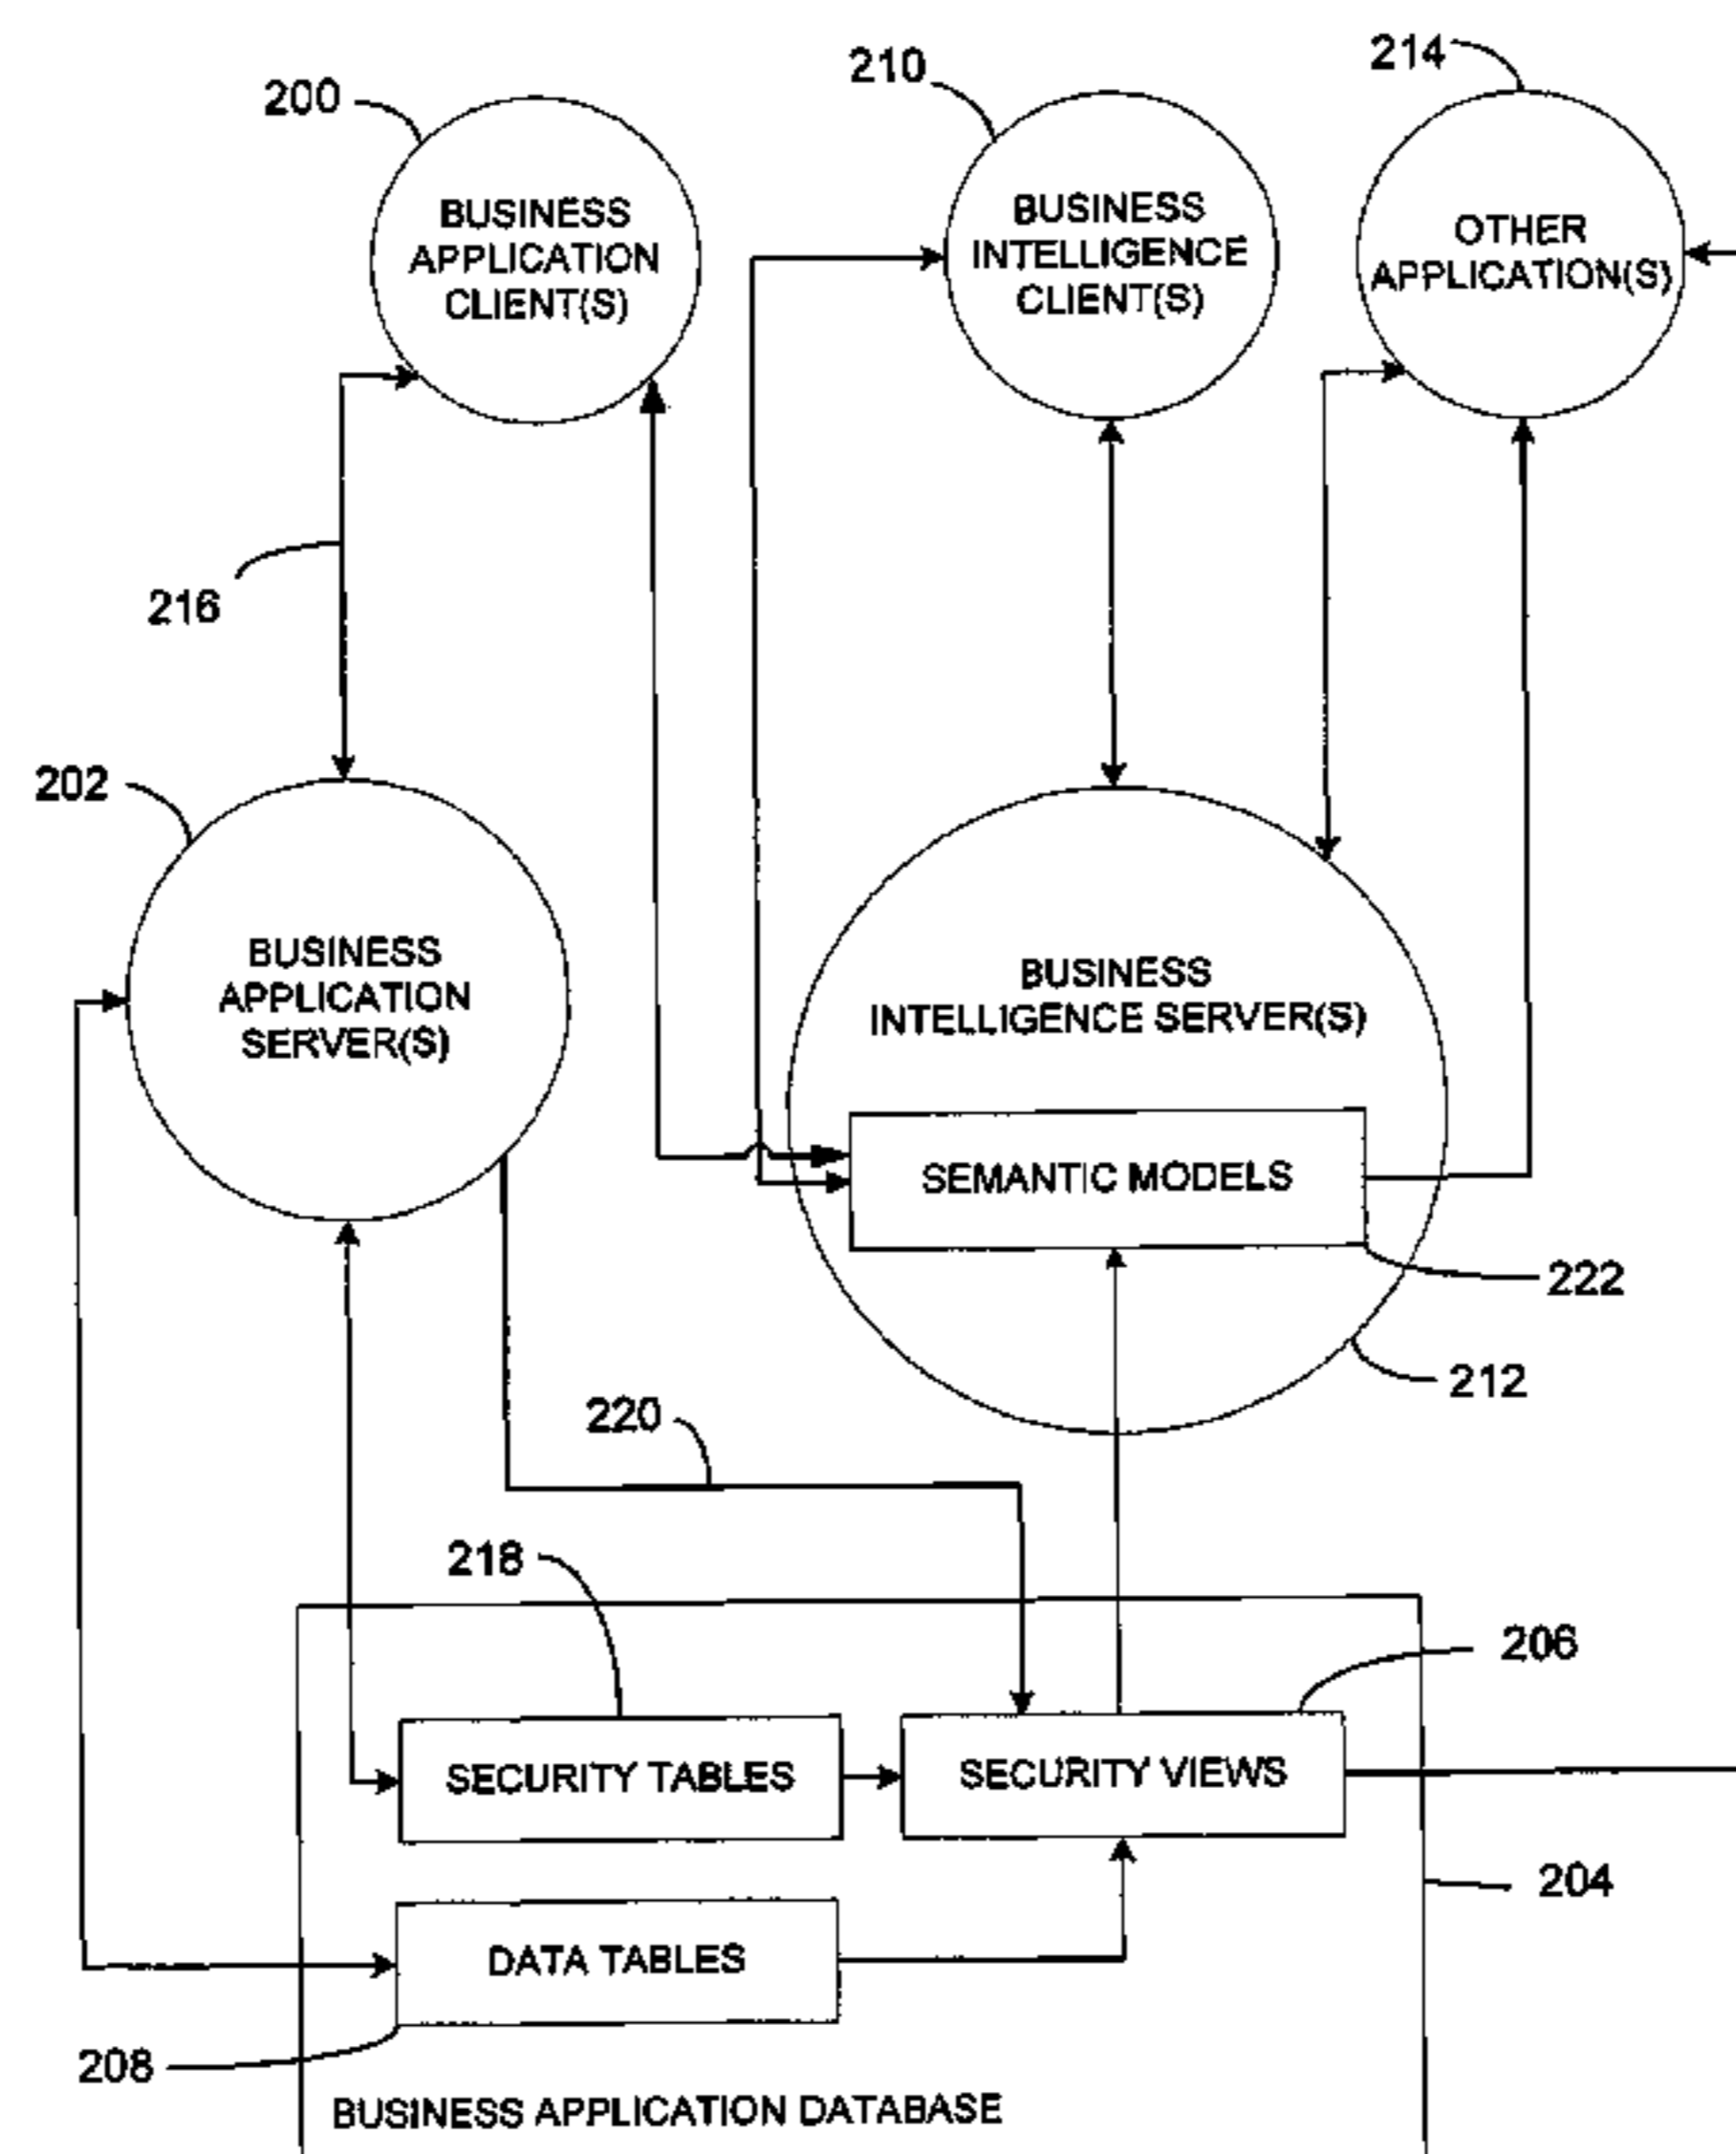 200
210
214
BUSINESS
APPLICATION
CLIENT(S)
BUSINESS
INTELLIGENCE
CLIENT(S)
OTHER
APPLICATION(S)
216
202
BUSINESS
APPLICATION
SERVER(S)
BUSINESS
INTELLIGENCE SERVER(S)
SEMANTIC MODELS
222
212
220
218
206
SECURITY TABLES
SECURITY VIEWS
204
DATA TABLES
208
BUSINESS APPLICATION DATABASE